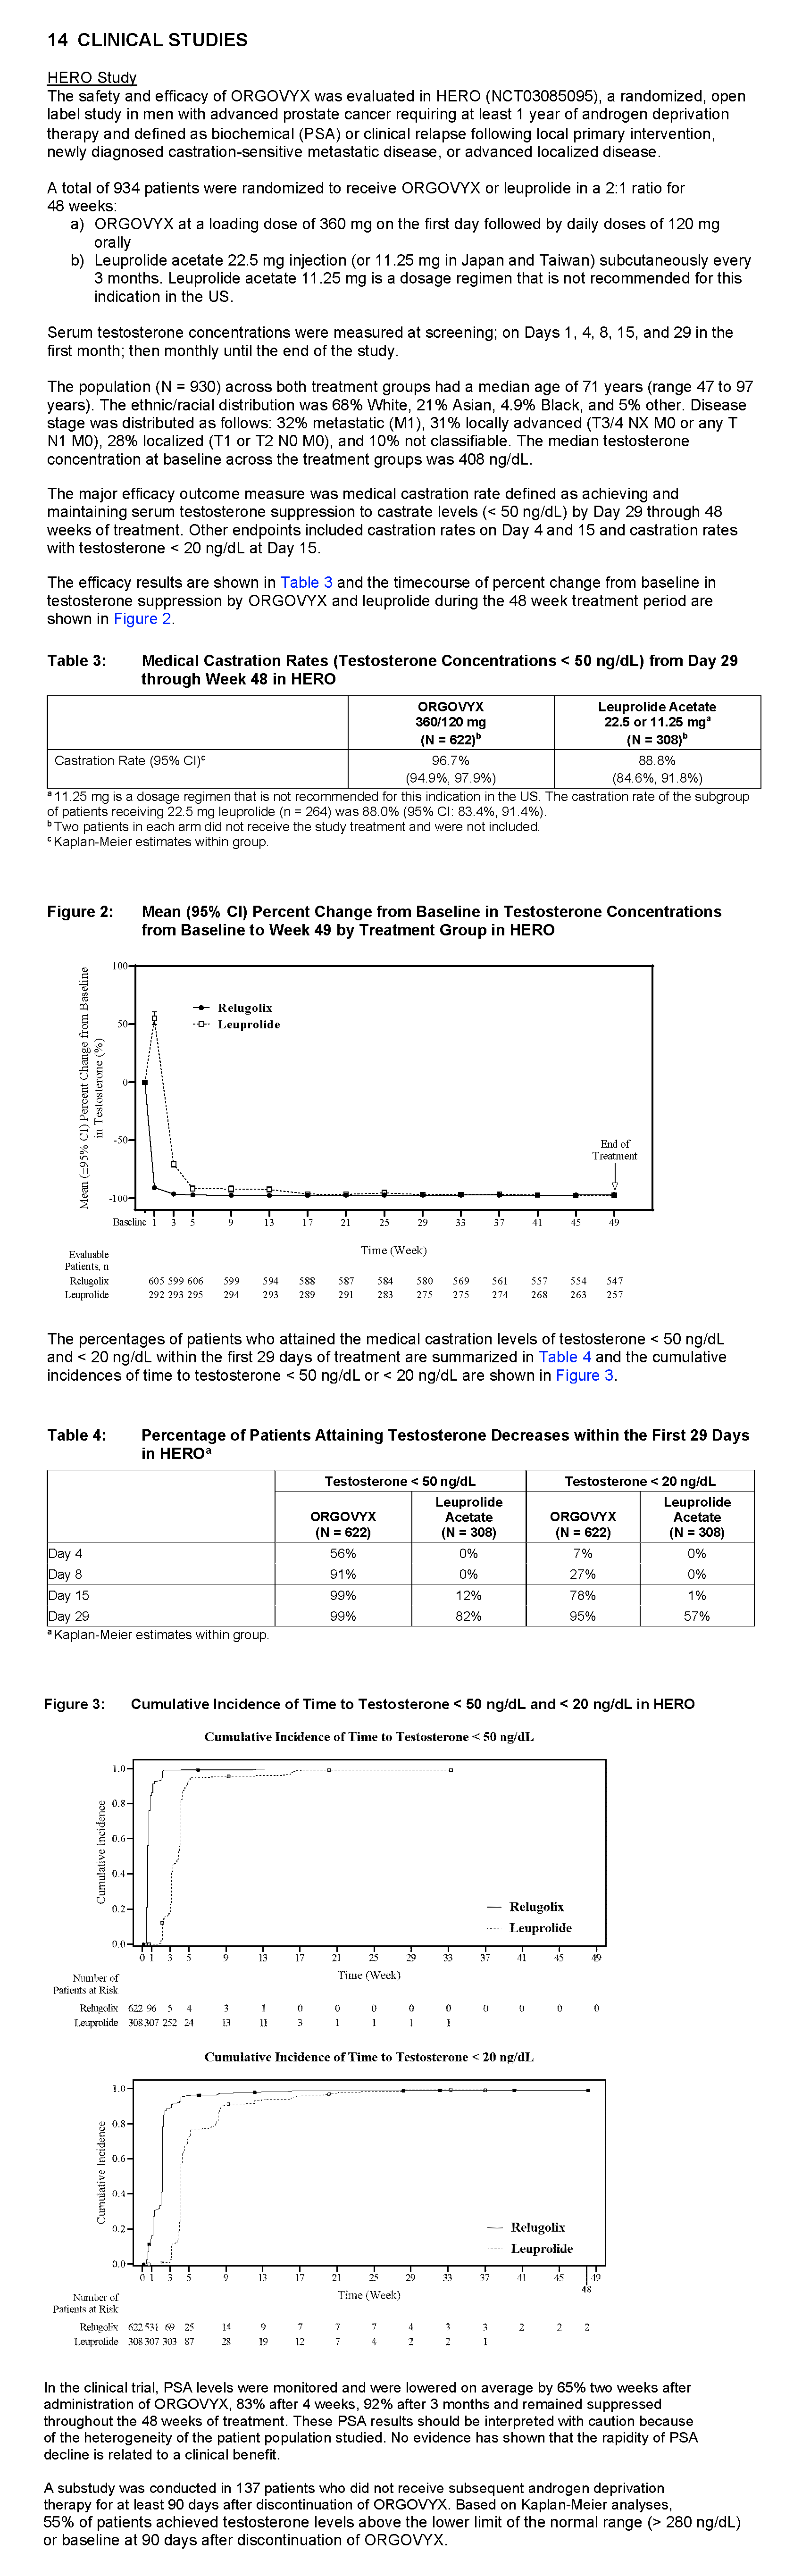 14 CLINICAL STUDIES
HERO Study
The safety and efficacy of ORGOVYX was evaluated in HERO (NCT03085095), a randomized, open
label study in men with advanced prostate cancer requiring at least 1 year of androgen deprivation
therapy and defined as biochemical (PSA) or clinical relapse following local primary intervention,
newly diagnosed castration-sensitive metastatic disease, or advanced localized disease.
A total of 934 patients were randomized to receive ORGOVYX or leuprolide in a 2:1 ratio for
48 weeks:
a) ORGOVYX at a loading dose of 360 mg on the first day followed by daily doses of 120 mg
orally
b) Leuprolide acetate 22.5 mg injection (or 11.25 mg in Japan and Taiwan) subcutaneously every
3 months. Leuprolide acetate 11.25 mg is a dosage regimen that is not recommended for this
indication in the US.
Serum testosterone concentrations were measured at screening; on Days 1, 4, 8, 15, and 29 in the
first month; then monthly until the end of the study.
The population (N = 930) across both treatment groups had a median age of 71 years (range 47 to 97
years). The ethnic/racial distribution was 68% White, 21% Asian, 4.9% Black, and 5% other. Disease
stage was distributed as follows: 32% metastatic (M1), 31% locally advanced (T3/4 NX M0 or any T
N1 M0), 28% localized (T1 or T2 N0 M0), and 10% not classifiable. The median testosterone
concentration at baseline across the treatment groups was 408 ng/dL.
The major efficacy outcome measure was medical castration rate defined as achieving and
maintaining serum testosterone suppression to castrate levels (< 50 ng/dL) by Day 29 through 48
weeks of treatment. Other endpoints included castration rates on Day 4 and 15 and castration rates
with testosterone < 20 ng/dL at Day 15.
The efficacy results are shown in Table 3 and the timecourse of percent change from baseline in
testosterone suppression by ORGOVYX and leuprolide during the 48 week treatment period are
shown in Figure 2.
Table 3: Medical Castration Rates (Testosterone Concentrations < 50 ng/dL) from Day 29
through Week 48 in HERO
ORGOVYX
360/120 mg
(N = 622)b
Leuprolide Acetate
22.5 or 11.25 mga
(N = 308)b
Castration Rate (95% CI)c 96.7% 88.8%
(94.9%, 97.9%) (84.6%, 91.8%)
a 11.25 mg is a dosage regimen that is not recommended for this indication in the US. The castration rate of the subgroup
of patients receiving 22.5 mg leuprolide (n = 264) was 88.0% (95% CI: 83.4%, 91.4%).
b Two patients in each arm did not receive the study treatment and were not included.
c Kaplan-Meier estimates within group.
Figure 2: Mean (95% CI) Percent Change from Baseline in Testosterone Concentrations
from Baseline to Week 49 by Treatment Group in HERO
Mean (±95% CI) Percent Change from Baseline
in Testosterone (%)
100
50
0
-50
-100
Relugolix
Leuprolide
End of
Treatment
Baseline 1 3 5 9 13 17 21 25 29 33 37 41 45 49
Time (Week)
Evaluable
Patients, n
Relugolix 605 599 606 599 594 588 587 584 580 569 561 557 554 547
Leuprolide 292 293 295 294 293 289 291 283 275 275 274 268 263 257
The percentages of patients who attained the medical castration levels of testosterone < 50 ng/dL
and < 20 ng/dL within the first 29 days of treatment are summarized in Table 4 and the cumulative
incidences of time to testosterone < 50 ng/dL or < 20 ng/dL are shown in Figure 3.
Table 4: Percentage of Patients Attaining Testosterone Decreases within the First 29 Days
in HEROa
Testosterone < 50 ng/dL Testosterone < 20 ng/dL
ORGOVYX
(N = 622)
Leuprolide
Acetate
(N = 308)
ORGOVYX
(N = 622)
Leuprolide
Acetate
(N = 308)
Day 4 56% 0% 7% 0%
Day 8 91% 0% 27% 0%
Day 15 99% 12% 78% 1%
Day 29 99% 82% 95% 57%
a Kaplan-Meier estimates within group.
Figure 3: Cumulative Incidence of Time to Testosterone < 50 ng/dL and < 20 ng/dL in HERO
Cumulative Incidence of Time to Testosterone < 50 ng/dL
Cumulative Incidence
1.0
0.8
0.6
0.4
0.2
0.0
Relugolix
Leuprolide
0 1 3 5 9 13 17 21 25 29 33 37 41 45 49
Time (Week)
Number of
Patients at Risk
Relugolix 622 96 5 4 3 1 0 0 0 0 0 0 0 0 0
Leuprolide 308 307 252 24 13 11 3 1 1 1 1
Cumulative Incidence of Time to Testosterone < 20 ng/dL
Cumulative Incidence
1.0
0.8
0.6
0.4
0.2
0.0
Relugolix
Leuprolide
0 1 3 5 9 13 17 21 25 29 33 37 41 45 49
48
Time (Week)
Number of
Patients at Risk
Relugolix 622 531 69 25 14 9 7 7 7 4 3 3 2 2 2
Leuprolide 308 307 303 87 28 19 12 7 4 2 2 1
In the clinical trial, PSA levels were monitored and were lowered on average by 65% two weeks after
administration of ORGOVYX, 83% after 4 weeks, 92% after 3 months and remained suppressed
throughout the 48 weeks of treatment. These PSA results should be interpreted with caution because
of the heterogeneity of the patient population studied. No evidence has shown that the rapidity of PSA
decline is related to a clinical benefit.
A substudy was conducted in 137 patients who did not receive subsequent androgen deprivation
therapy for at least 90 days after discontinuation of ORGOVYX. Based on Kaplan-Meier analyses,
55% of patients achieved testosterone levels above the lower limit of the normal range (> 280 ng/dL)
or baseline at 90 days after discontinuation of ORGOVYX.